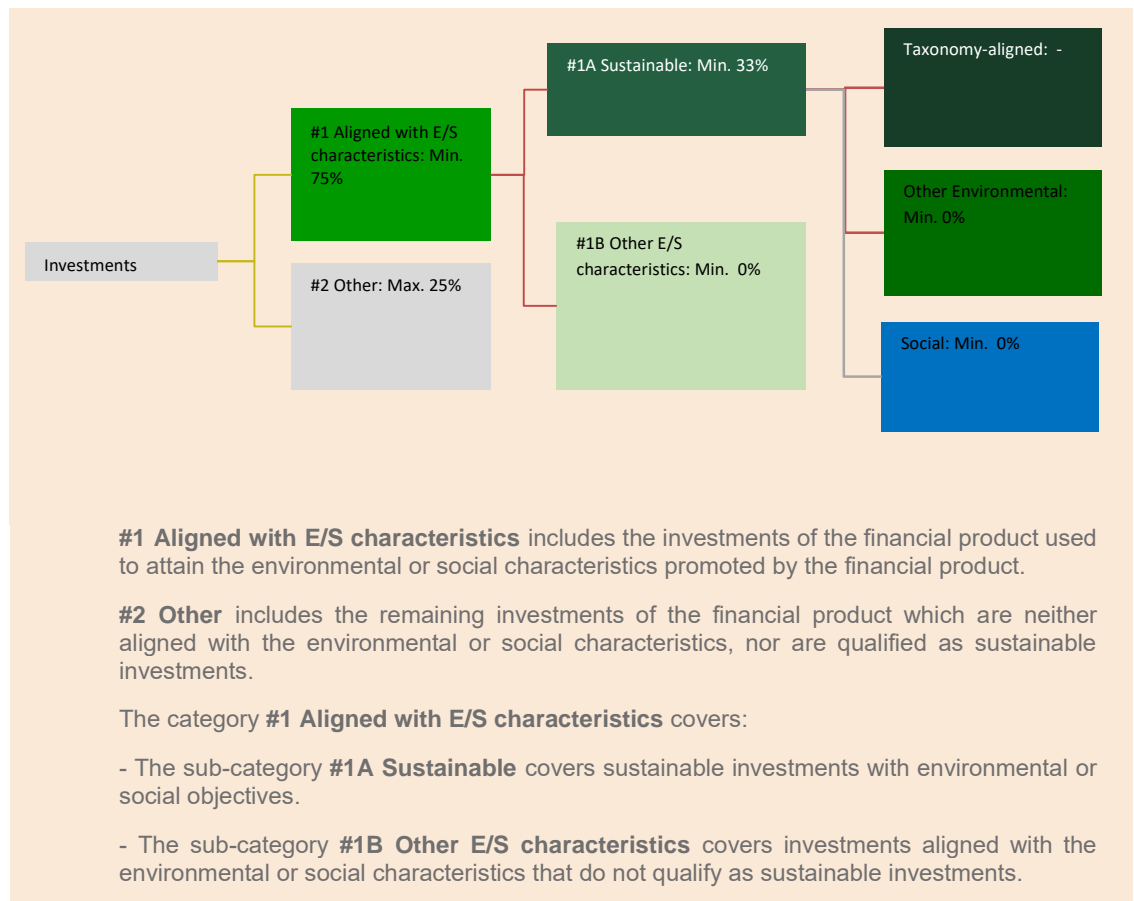 Investments
#1 Aligned with E/S
characteristics: Min.
75%
#2 Other: Max. 25%
#1A Sustainable: Min. 33%
#1B Other E/S
characteristics: Min. 0%
Taxonomy-aligned: -
Other Environmental:
Min. 0%
Social: Min. 0%
#1 Aligned with E/S characteristics includes the investments of the financial product used
to attain the environmental or social characteristics promoted by the financial product.
#2 Other includes the remaining investments of the financial product which are neither
aligned with the environmental or social characteristics, nor are qualified as sustainable
investments.
The category #1 Aligned with E/S characteristics covers:
- The sub-category #1A Sustainable covers sustainable investments with environmental or
social objectives.
- The sub-category #1B Other E/S characteristics covers investments aligned with the
environmental or social characteristics that do not qualify as sustainable investments.